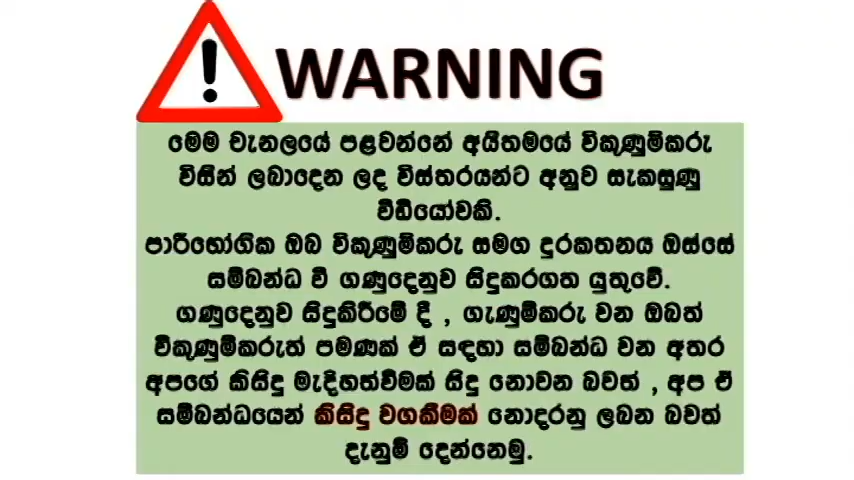 WARNING
මෙම චැනලයේ පළවන්නේ අයිතමයේ විකුණුම්කරු
විසින් ලබාදෙන ලද විස්තරයන්ට අනුව සැකසුණු
වීඩියෝවකි.
පාරිභෝගික ඔබ විකුණුම්කරු සමග දුරකතනය ඔස්සේ
සම්බන්ධ වී ගණුදෙනුව සිදුකරගත යුතුවේ.
ගණුදෙනුව සිදුකිරීමේ දී , ගැණුම්කරු වන ඔබත්
විකුණුම්කරුත් පමණක් ඒ සඳහා සම්බන්ධ වන අතර
අපගේ කිසිදු මැදිහත්වීමක් සිදු නොවන බවත් , අප ඒ
සම්බන්ධයෙන් කිසිදු වගකීමක් නොදරනු ලබන බවත්
දැනුම් දෙන්නෙමු.